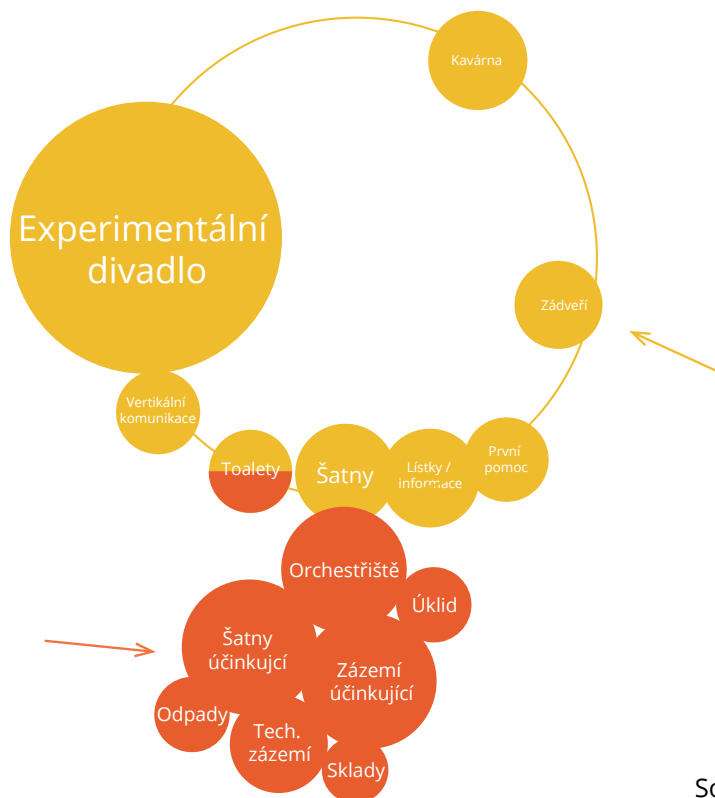 Kavárna
Experimentální
divadlo
Zádveří
Vertikální
komunikace
Toalety
Šatny
Lístky /
informace
První
pomoc
Orchestřiště
Úklid
Šatny
účinkujcí
Zázemí
účinkující
Odpady
Tech.
zázemí
Sklady